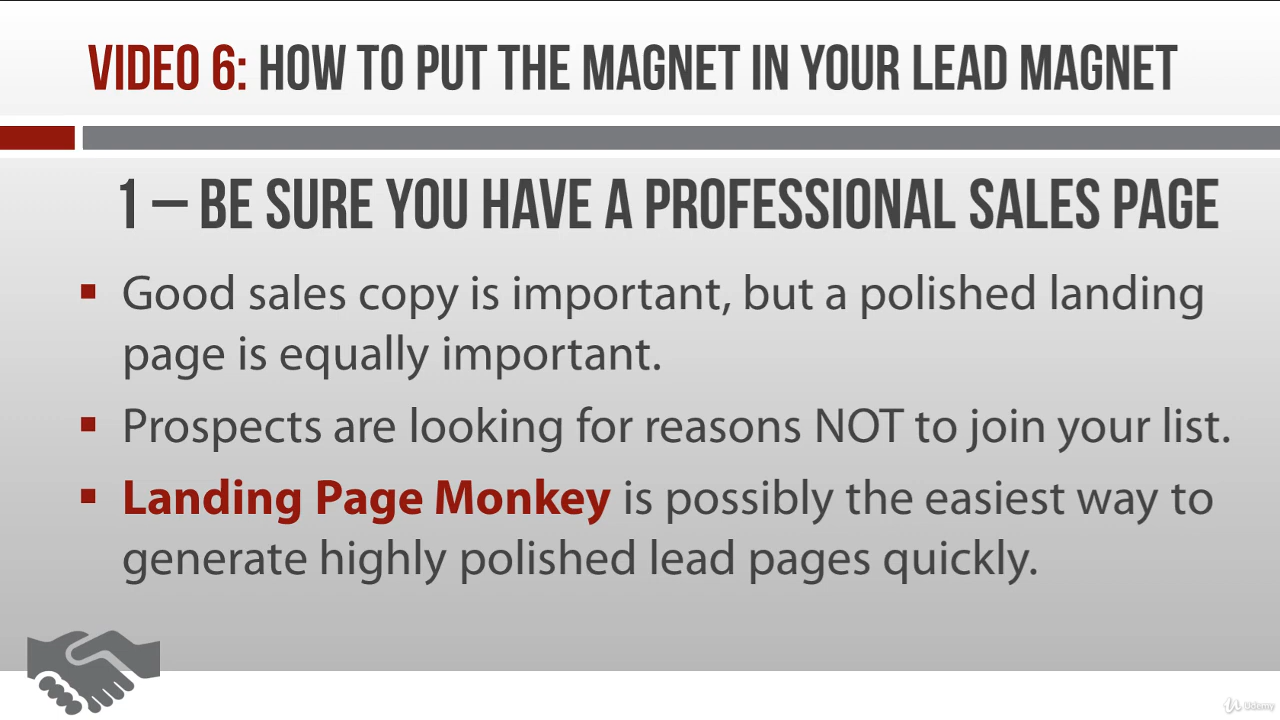 VIDEO 6: HOW TO PUT THE MAGNET IN YOUR LEAD MAGNET
1 – BE SURE YOU HAVE A PROFESSIONAL SALES PAGE
Good sales copy is important, but a polished landing
page is equally important.
Prospects are looking for reasons NOT to join your list.
Landing Page Monkey is possibly the easiest way to
generate highly polished lead pages quickly.
Udemy